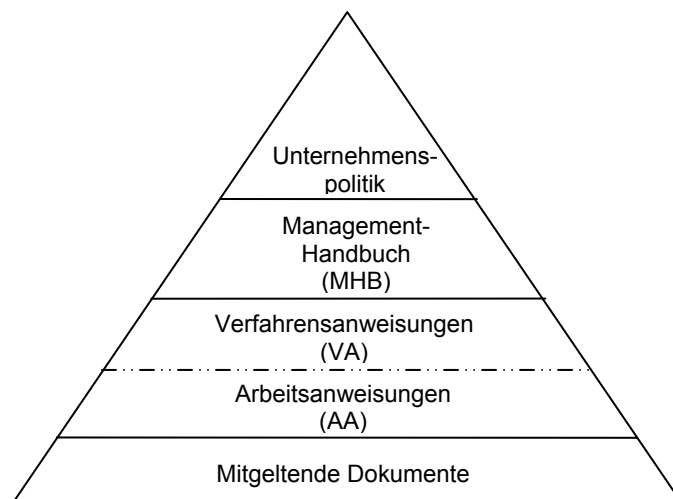 Unternehmens-
politik
Management-
Handbuch
(MHB)
Verfahrensanweisungen
(VA)
Arbeitsanweisungen
(AA)
Mitgeltende Dokumente